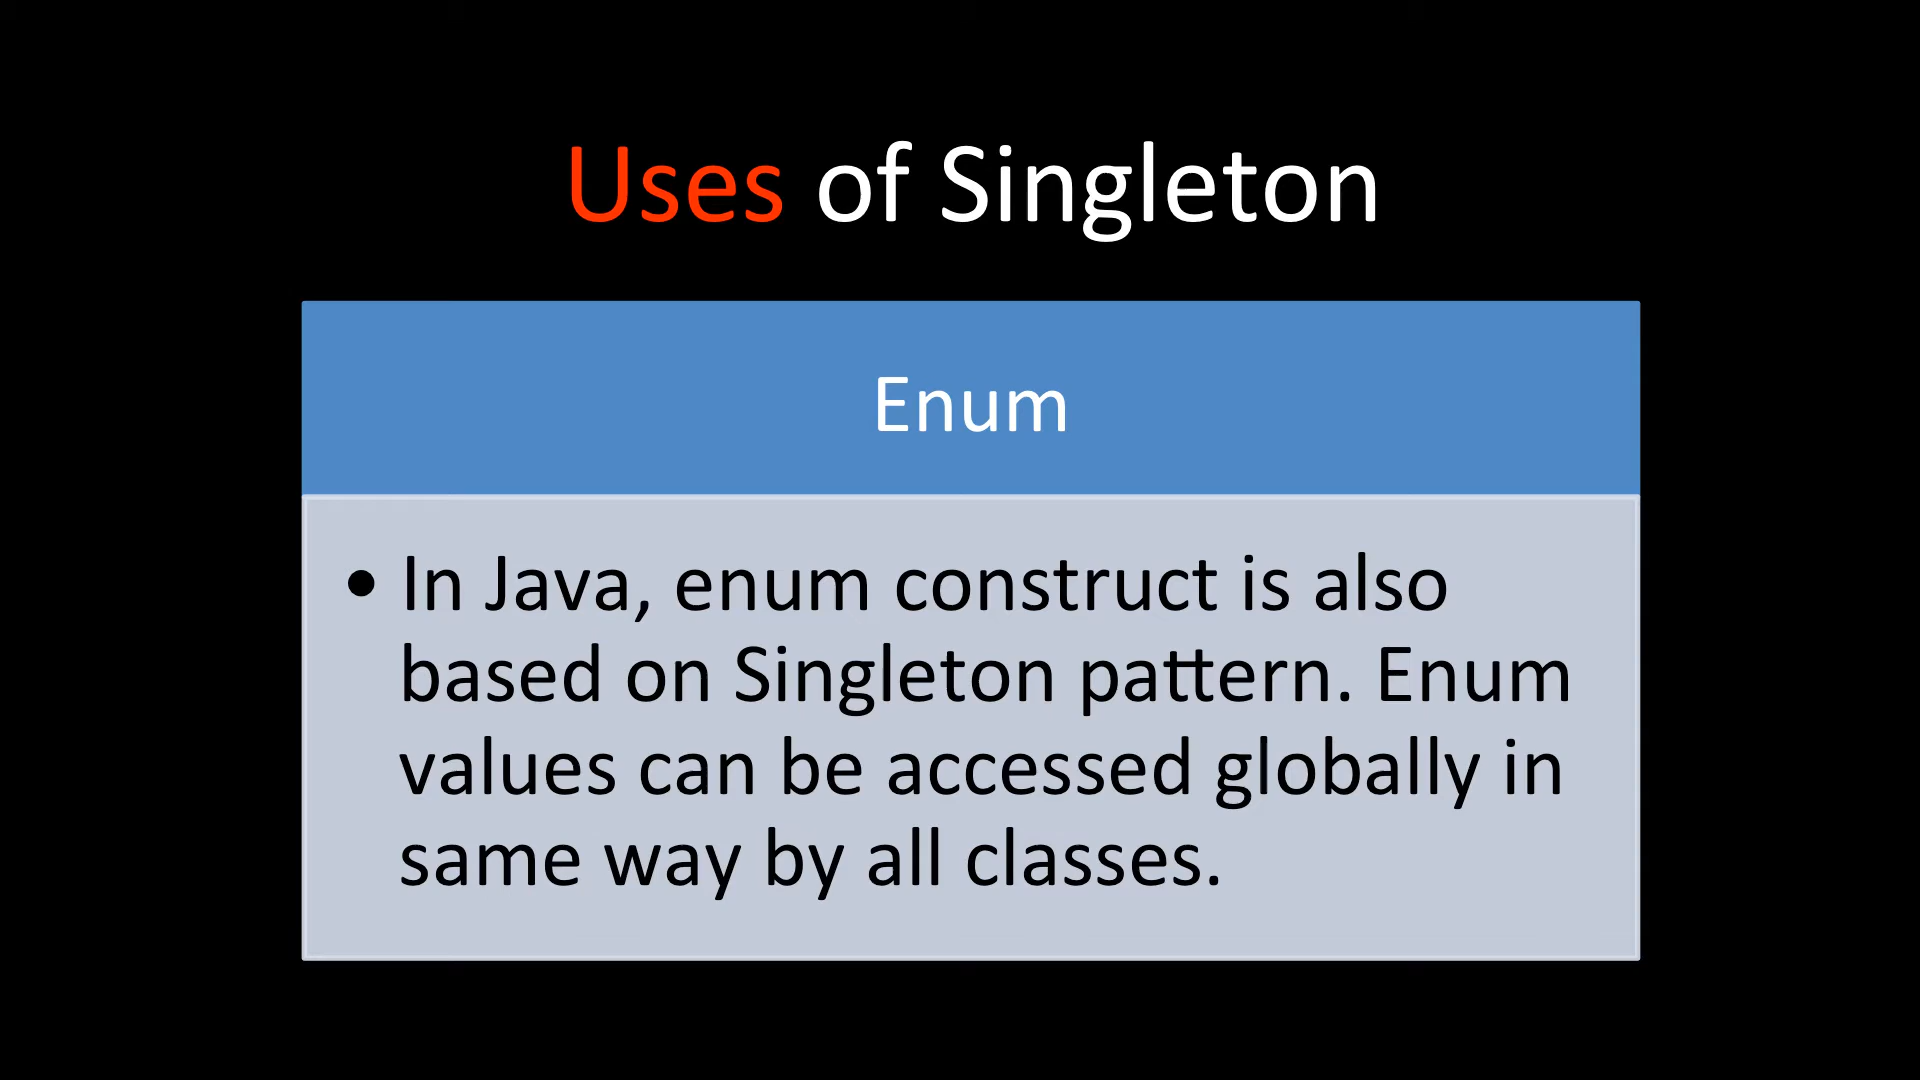 Uses of Singleton
Enum
• In Java, enum construct is also
based on Singleton pattern. Enum
values can be accessed globally in
same way by all classes.